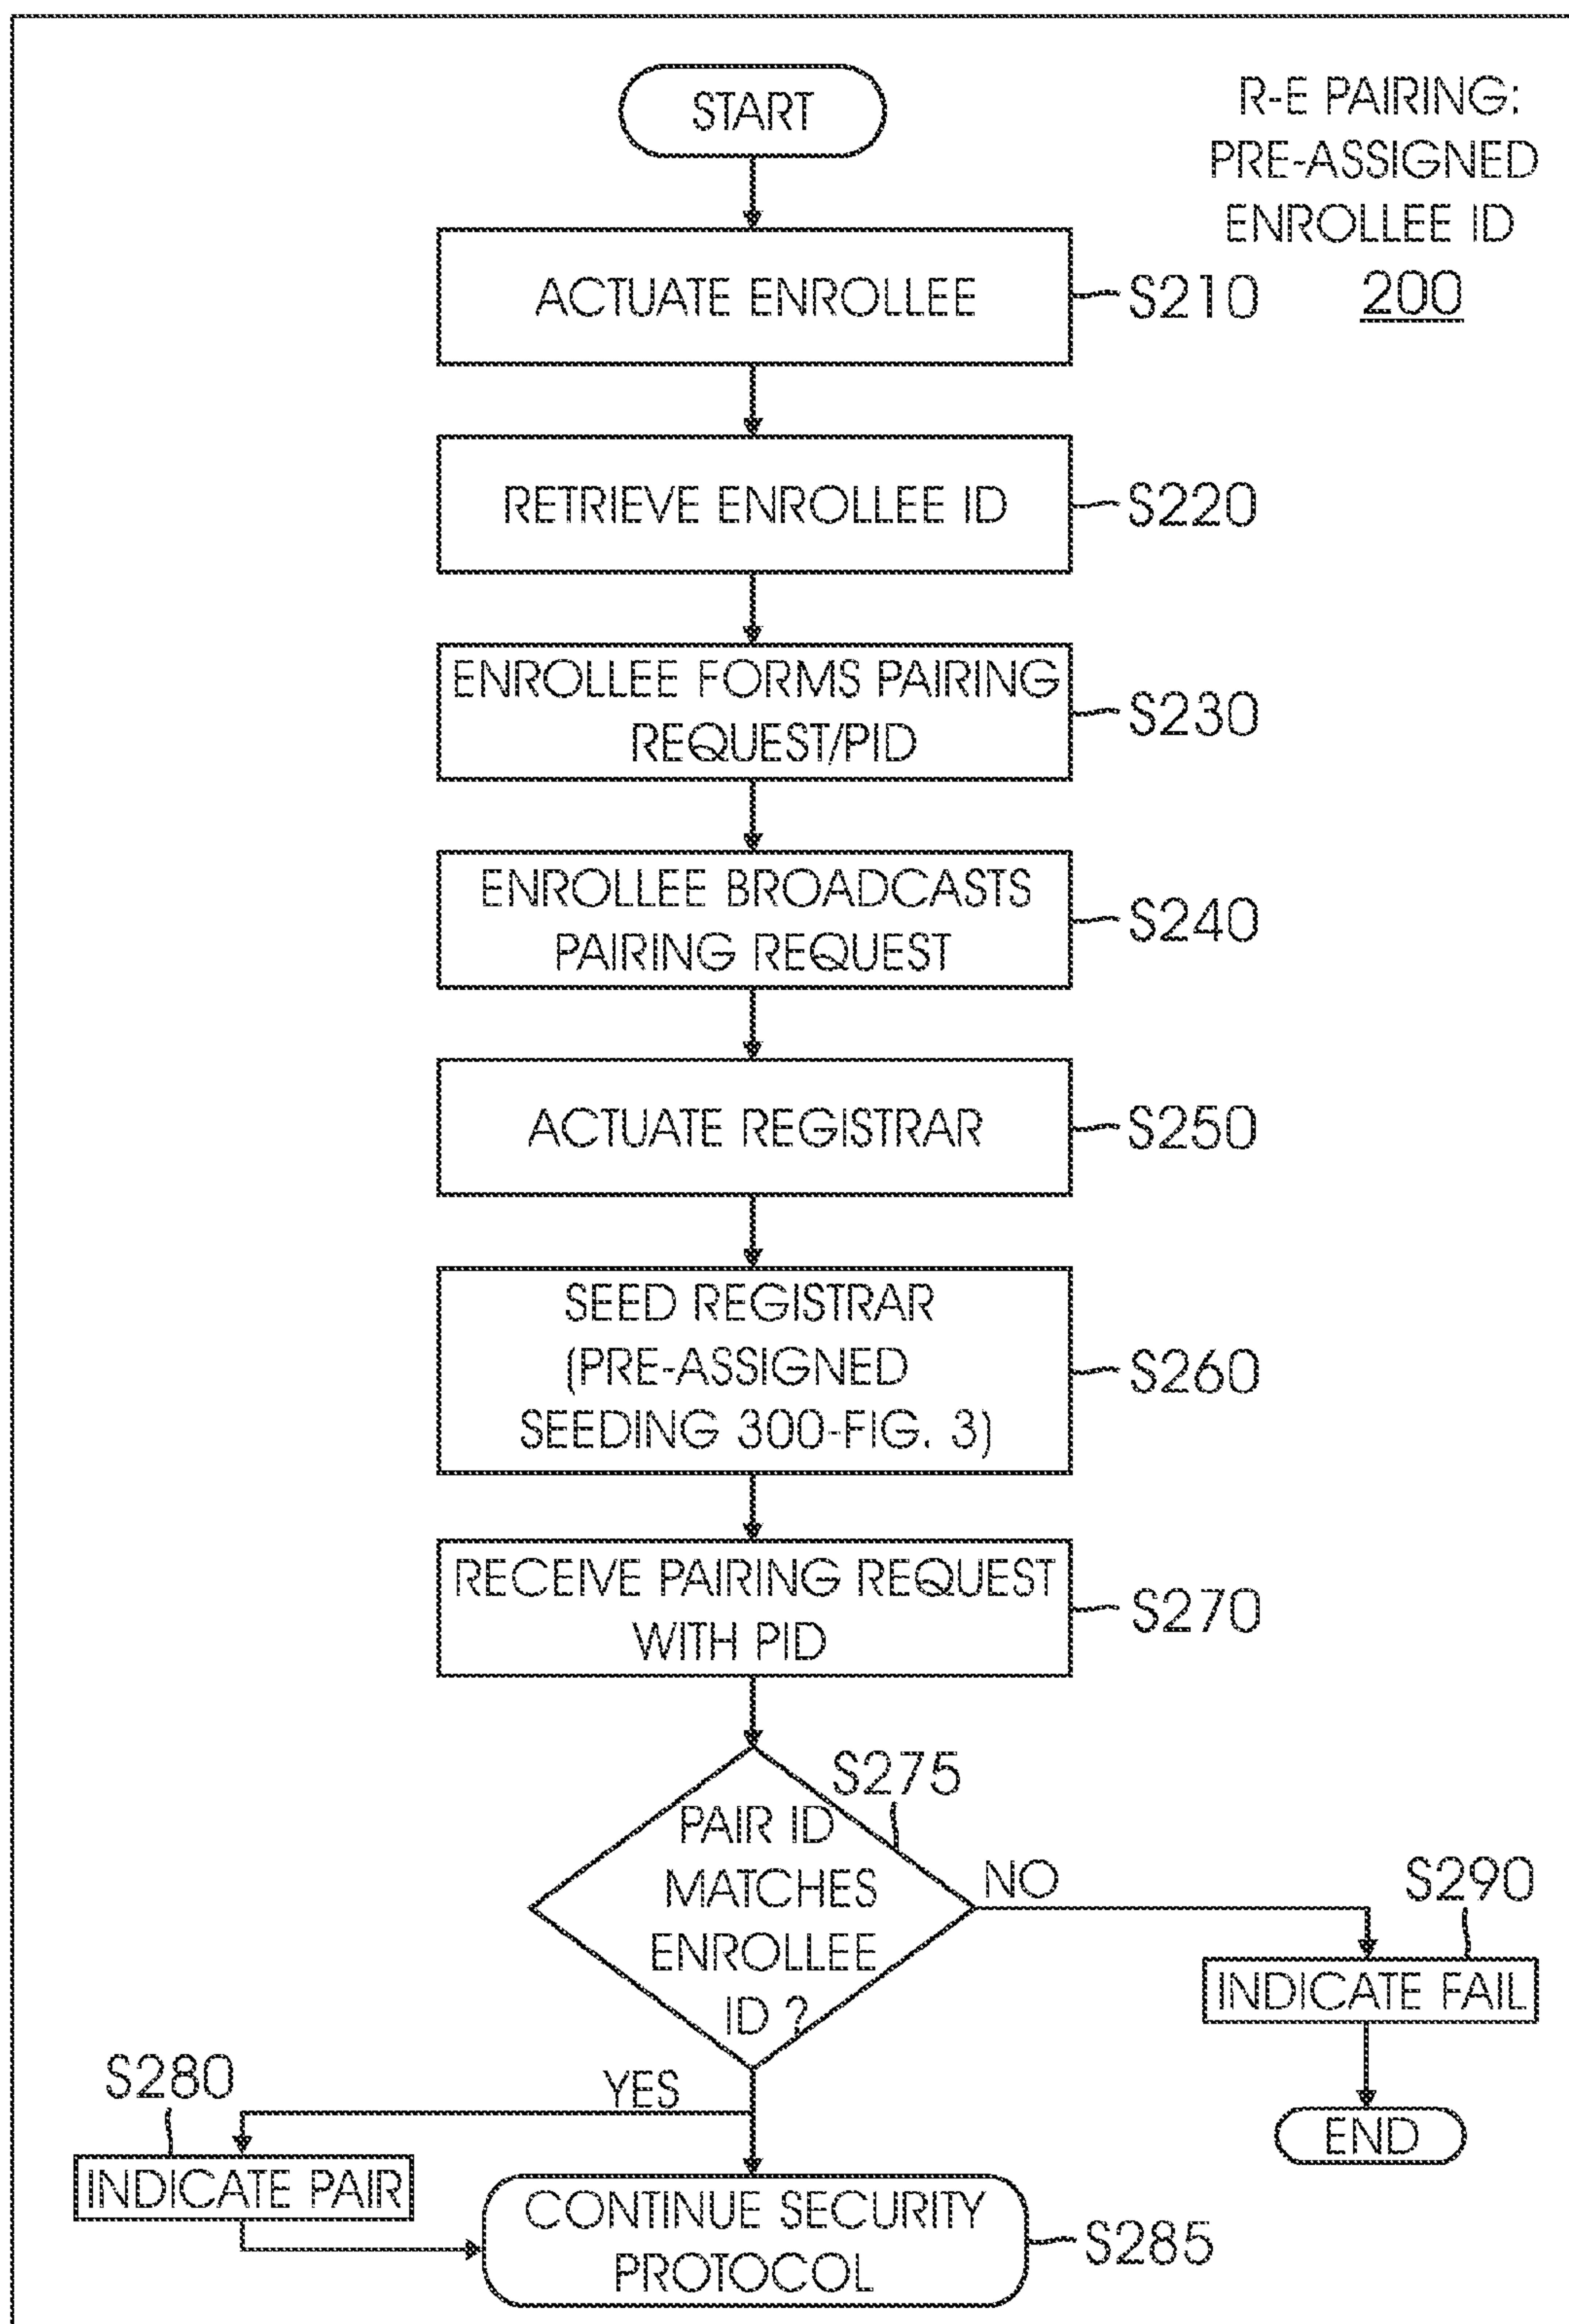 START
R-E PAIRING:
PRE-ASSIGNED
ENROLLEE ID
200
ACTUATE ENROLLEE
S210
RETRIEVE ENROLLEE ID
S220
ENROLLEE FORMS PAIRING
REQUEST/PID
S230
ENROLLEE BROADCASTS
PAIRING REQUEST
S240
ACTUATE REGISTRAR
S250
SEED REGISTRAR
(PRE-ASSIGNED
SEEDING 300-FIG. 3)
S260
RECEIVE PAIRING REQUEST
WITH PID
S270
S275
PAIR ID
MATCHES
ENROLLEE
ID ?
NO
S290
INDICATE FAIL
END
YES
S280
INDICATE PAIR
CONTINUE SECURITY
PROTOCOL
S285